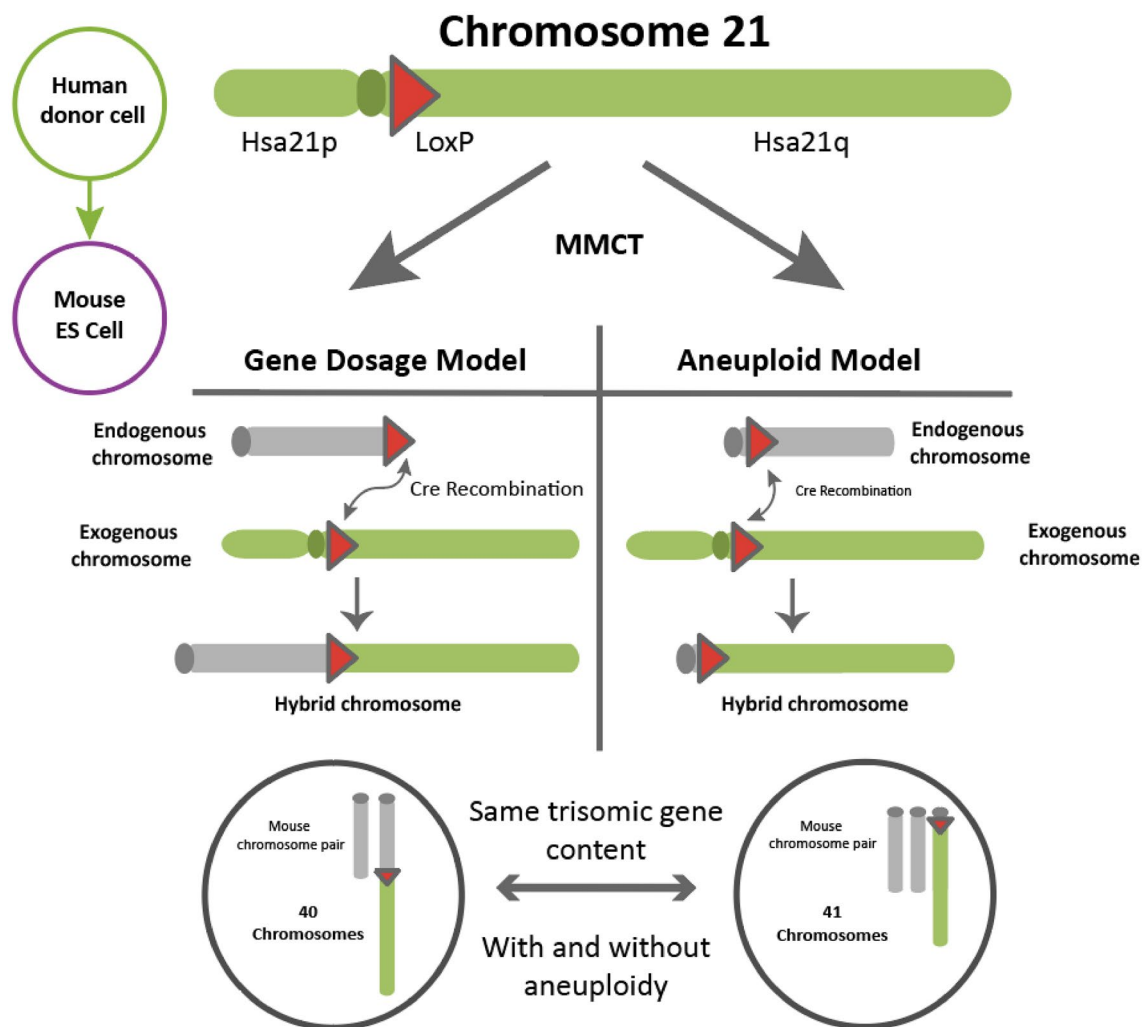 Chromosome 21
Human
donor cell
Hsa21p
LoxP
Hsa21q
MMCT
Mouse
ES Cell
Gene Dosage Model
Aneuploid Model
Endogenous
chromosome
Cre Recombination
Exogenous
chromosome
Hybrid chromosome
Endogenous
chromosome
Cre Recombination
Exogenous
chromosome
Hybrid chromosome
Mouse
chromosome pair
40
Chromosomes
Same trisomic gene
content
With and without
aneuploidy
Mouse
chromosome pair
41
Chromosomes